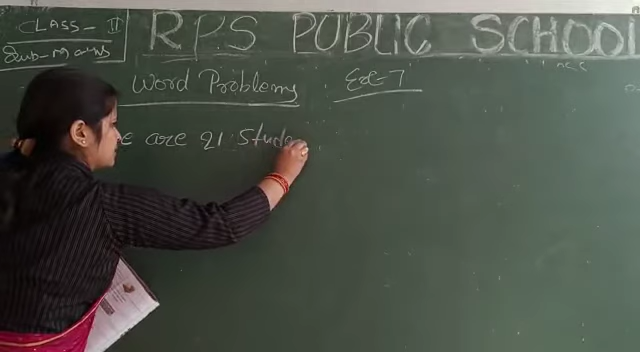 CLASS - II
RPS PUBLIC SCHOOL
Sub - Maths
Word Problems Ex-7
e are 21 Stude